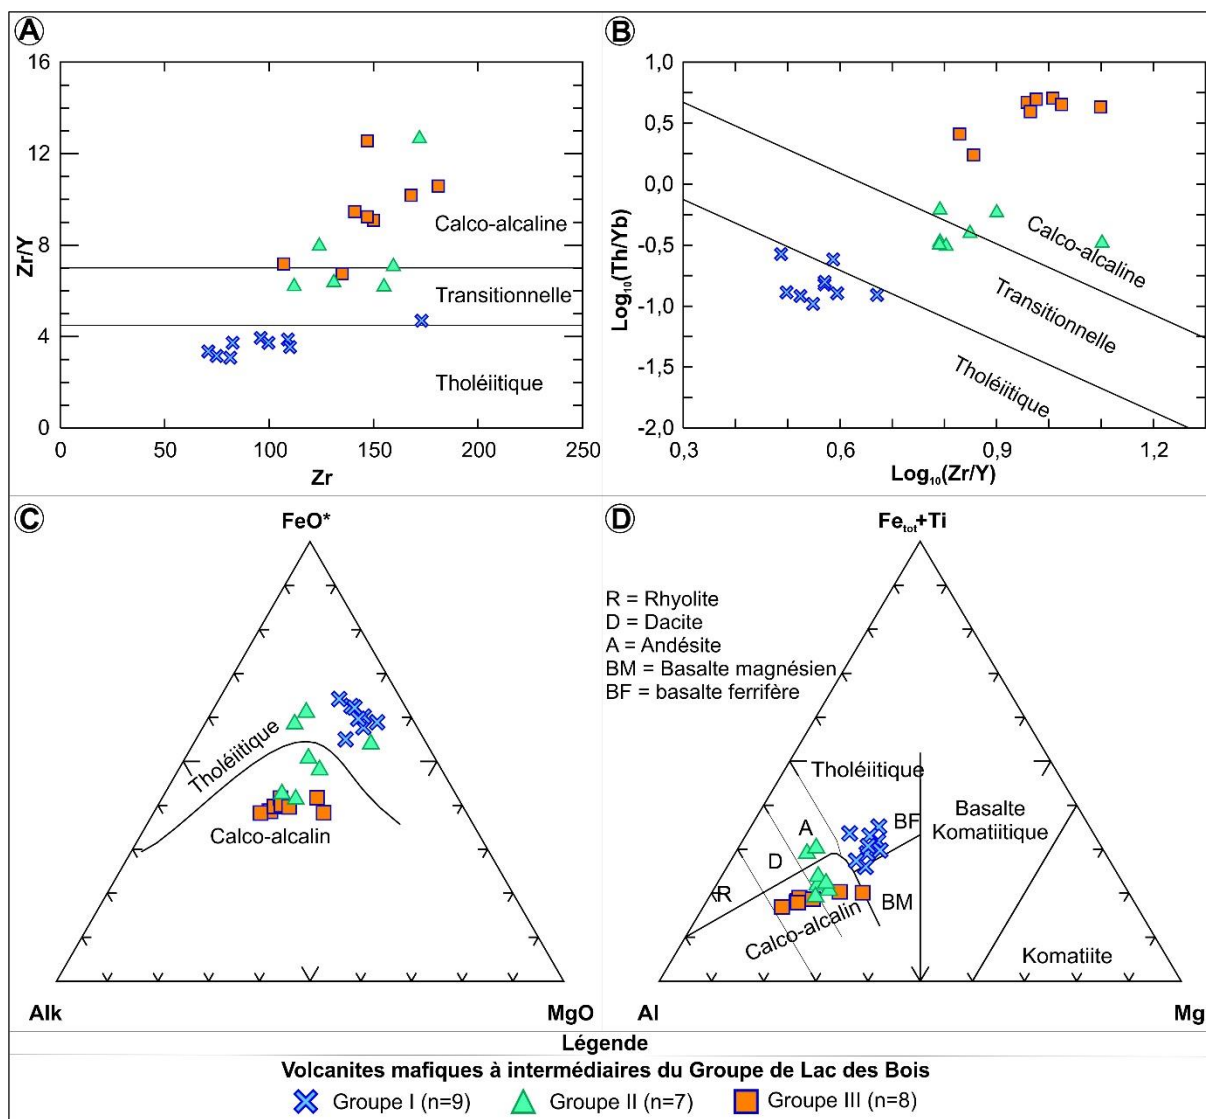 A
16
12
8
4
0
Zr/Y
Calco-alcaline
Transitionnelle
Tholéiitique
0
50
100
150
200
250
Zr
B
1,0
0,5
0,0
-0,5
-1,0
-1,5
-2,0
Log₁₀(Th/Yb)
Calco-alcaline
Transitionnelle
Tholéiitique
0,3
0,6
0,9
1,2
Log₁₀(Zr/Y)
C
FeO*
Tholéiitique
Calco-alcalin
Alk
MgO
D
Fetot+Ti
R = Rhyolite
D = Dacite
A = Andésite
BM = Basalte magnésien
BF = basalte ferrifère
Tholéiitique
A
BF
Basalte
Komatiitique
D
R
BM
Calco-alcalin
Komatiite
Al
Mg
Légende
Volcanites mafiques à intermédiaires du Groupe de Lac des Bois
Groupe I (n=9) Groupe II (n=7) Groupe III (n=8)